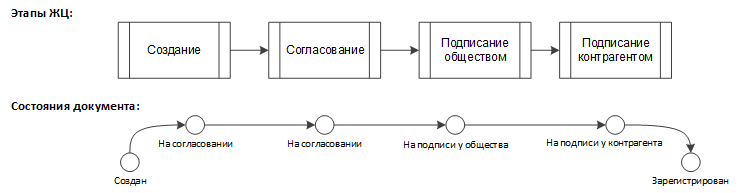 Этапы ЖЦ:
Создание
Согласование
Подписание
обществом
Подписание
контрагентом
Состояния документа:
На согласовании
На согласовании
На подписи у общества
На подписи у контрагента
Создан
Зарегистрирован